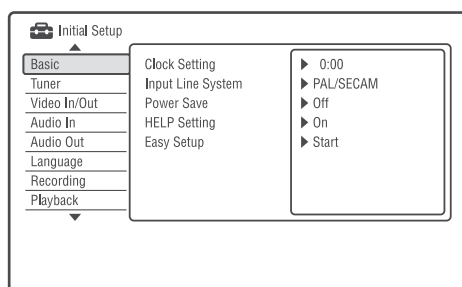 Initial Setup
Basic
Tuner
Video In/Out
Audio In
Audio Out
Language
Recording
Playback
Clock Setting 0:00
Input Line System PAL/SECAM
Power Save Off
HELP Setting On
Easy Setup Start